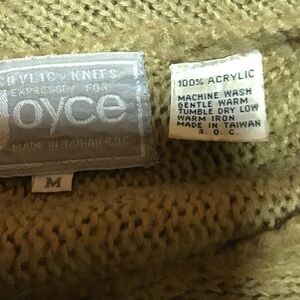 ACRYLIC KNITS
EXPRESSLY FOR
Joyce
MADE IN TAIWAN R.O.C.
M
100% ACRYLIC
MACHINE WASH
GENTLE WARM
TUMBLE DRY LOW
WARM IRON
MADE IN TAIWAN
R. O. C.